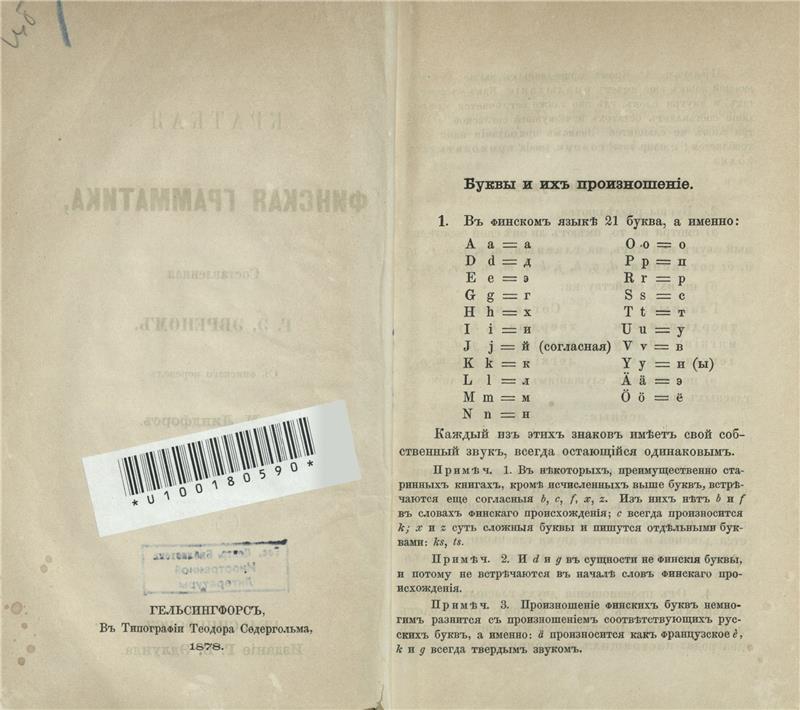 *U100180590*
ГЕЛЬСИНГФОРСЪ,
Въ Типографіи Теодора Седергольма,
1878.
Буквы и ихъ произношеніе.
1. Въ финскомъ языкѣ 21 буква, а именно:
A a = а O o = о
D d = д P p = п
E e = э R r = р
G g = г S s = с
H h = х T t = т
I i = и U u = у
J j = й (согласная) V v = в
K k = к Y y = и (ы)
L l = л Ä ä = э
M m = м Ö ö = ё
N n = н
Каждый изъ этихъ знаковъ имѣетъ свой соб-
ственный звукъ, всегда остающійся одинаковымъ.
Примѣч. 1. Въ нѣкоторыхъ, преимущественно ста-
ринныхъ книгахъ, кромѣ исчисленныхъ выше буквъ, встрѣ-
чаются еще согласныя b, c, f, x, z. Изъ нихъ нѣтъ b и f
въ словахъ финскаго происхожденія; c всегда произносится
k; x и z суть сложныя буквы и пишутся отдѣльными бук-
вами: ks, ts.
Примѣч. 2. И d и g въ сущности не финскія буквы,
и потому не встрѣчаются въ началѣ словъ финскаго про-
исхожденія.
Примѣч. 3. Произношеніе финскихъ буквъ немно-
гимъ разнится съ произношеніемъ соотвѣтствующихъ рус-
скихъ буквъ, а именно: ä произносится какъ французское è,
k и g всегда твердымъ звукомъ.